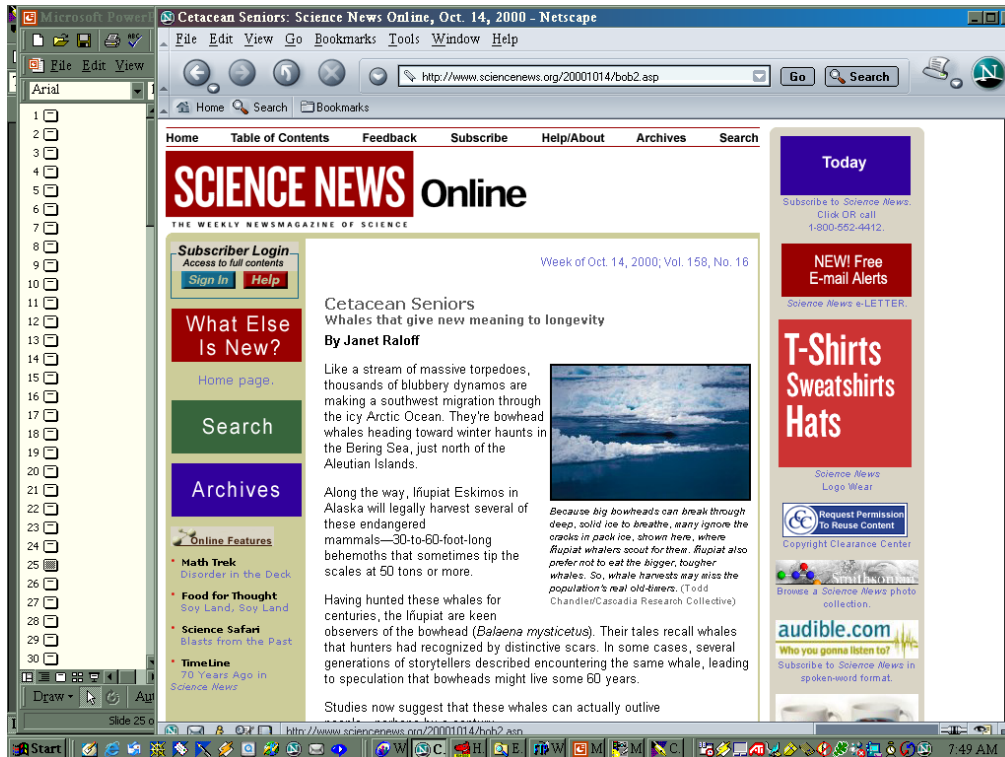 Microsoft PowerP
File Edit View
Arial
1
2
3
4
5
6
7
8
9
10
11
12
13
14
15
16
17
18
19
20
21
22
23
24
25
26
27
28
29
30
Draw
Slide 25 o
Cetacean Seniors: Science News Online, Oct. 14, 2000 - Netscape
File Edit View Go Bookmarks Tools Window Help
http://www.sciencenews.org/20001014/bob2.asp Go Search
Home Search Bookmarks
Home Table of Contents Feedback Subscribe Help/About Archives Search
SCIENCE NEWS Online
THE WEEKLY NEWSMAGAZINE OF SCIENCE
Subscriber Login
Access to full contents
Sign In Help
What Else
Is New?
Home page.
Search
Archives
Online Features
Math Trek
Disorder in the Deck
Food for Thought
Soy Land, Soy Land
Science Safari
Blasts from the Past
TimeLine
70 Years Ago in
Science News
Week of Oct. 14, 2000; Vol. 158, No. 16
Cetacean Seniors
Whales that give new meaning to longevity
By Janet Raloff
Like a stream of massive torpedoes,
thousands of blubbery dynamos are
making a southwest migration through
the icy Arctic Ocean. They're bowhead
whales heading toward winter haunts in
the Bering Sea, just north of the
Aleutian Islands.
Along the way, Iñupiat Eskimos in
Alaska will legally harvest several of
these endangered
mammals—30-to-60-foot-long
behemoths that sometimes tip the
scales at 50 tons or more.
Having hunted these whales for
centuries, the Iñupiat are keen
observers of the bowhead (Balaena mysticetus). Their tales recall whales
that hunters had recognized by distinctive scars. In some cases, several
generations of storytellers described encountering the same whale, leading
to speculation that bowheads might live some 60 years.
Studies now suggest that these whales can actually outlive
Because big bowheads can break through
deep, solid ice to breathe, many ignore the
cracks in pack ice, shown here, where
Iñupiat whalers scout for them. Iñupiat also
prefer not to eat the bigger, tougher
whales. So, whale harvests may miss the
population's real old-timers. (Todd
Chandler/Cascadia Research Collective)
Today
Subscribe to Science News.
Click OR call
1-800-552-4412.
NEW! Free
E-mail Alerts
Science News e-LETTER.
T-Shirts
Sweatshirts
Hats
Science News
Logo Wear
CCC Request Permission
To Reuse Content
Copyright Clearance Center
Smithsonian
Browse a Science News photo
collection.
audible.com
Who you gonna listen to?
Subscribe to Science News in
spoken-word format.
http://www.sciencenews.org/20001014/bob2.asp
Start W C. H. E. W M M C. 7:49 AM